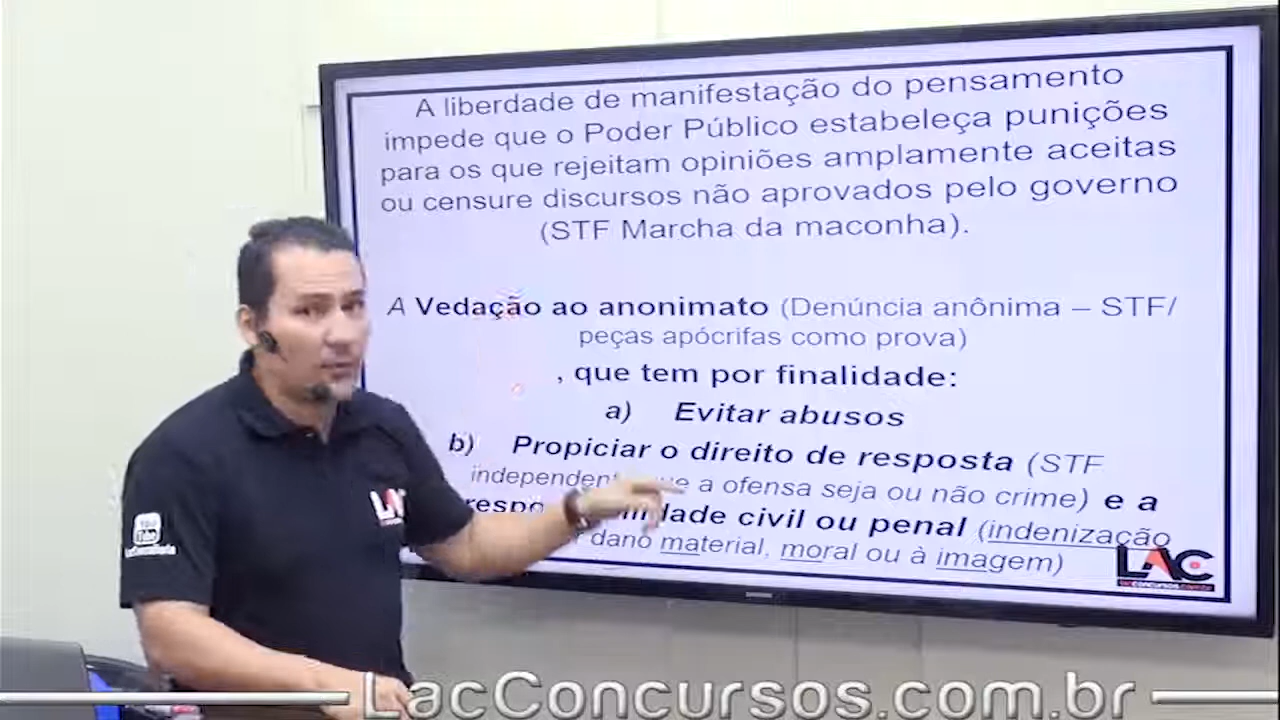 A liberdade de manifestação do pensamento
impede que o Poder Público estabeleça punições
para os que rejeitam opiniões amplamente aceitas
ou censure discursos não aprovados pelo governo
(STF Marcha da maconha).
A Vedação ao anonimato (Denúncia anônima – STF/
peças apócrifas como prova)
, que tem por finalidade:
a) Evitar abusos
b) Propiciar o direito de resposta (STF
a ofensa seja ou não crime) e a
civil ou penal (indenização
dano material, moral ou à imagem)
LAC
LAC
LacConcursos.com.br